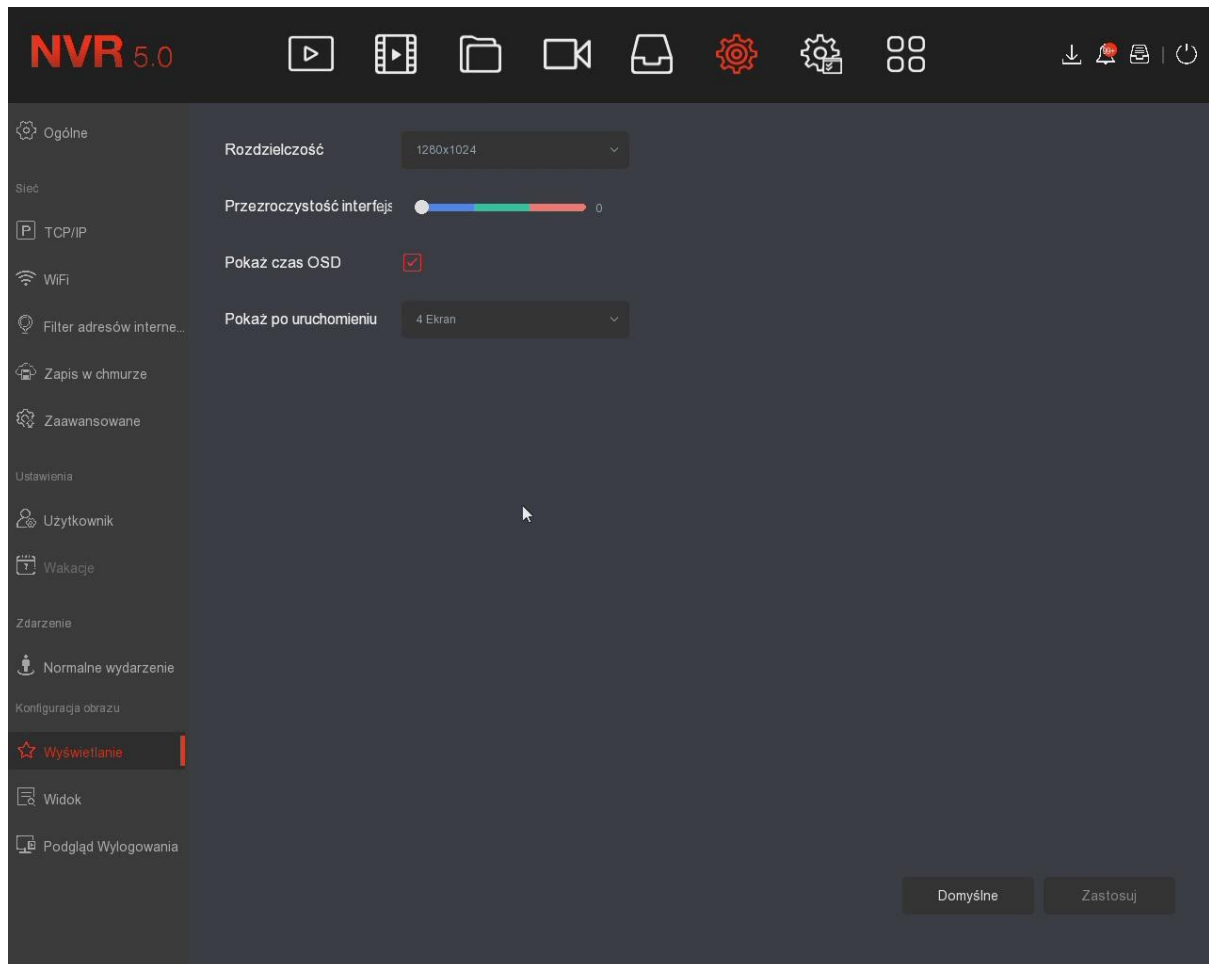 NVR 5.0
99+
Ogólne
Sieć
P TCP/IP
WiFi
Filter adresów interne...
Zapis w chmurze
Zaawansowane
Ustawienia
Użytkownik
Wakacje
Zdarzenie
Normalne wydarzenie
Konfiguracja obrazu
Wyświetlanie
Widok
Podgląd Wylogowania
Rozdzielczość 1280x1024
Przezroczystość interfejs 0
Pokaż czas OSD
Pokaż po uruchomieniu 4 Ekran
Domyślne Zastosuj